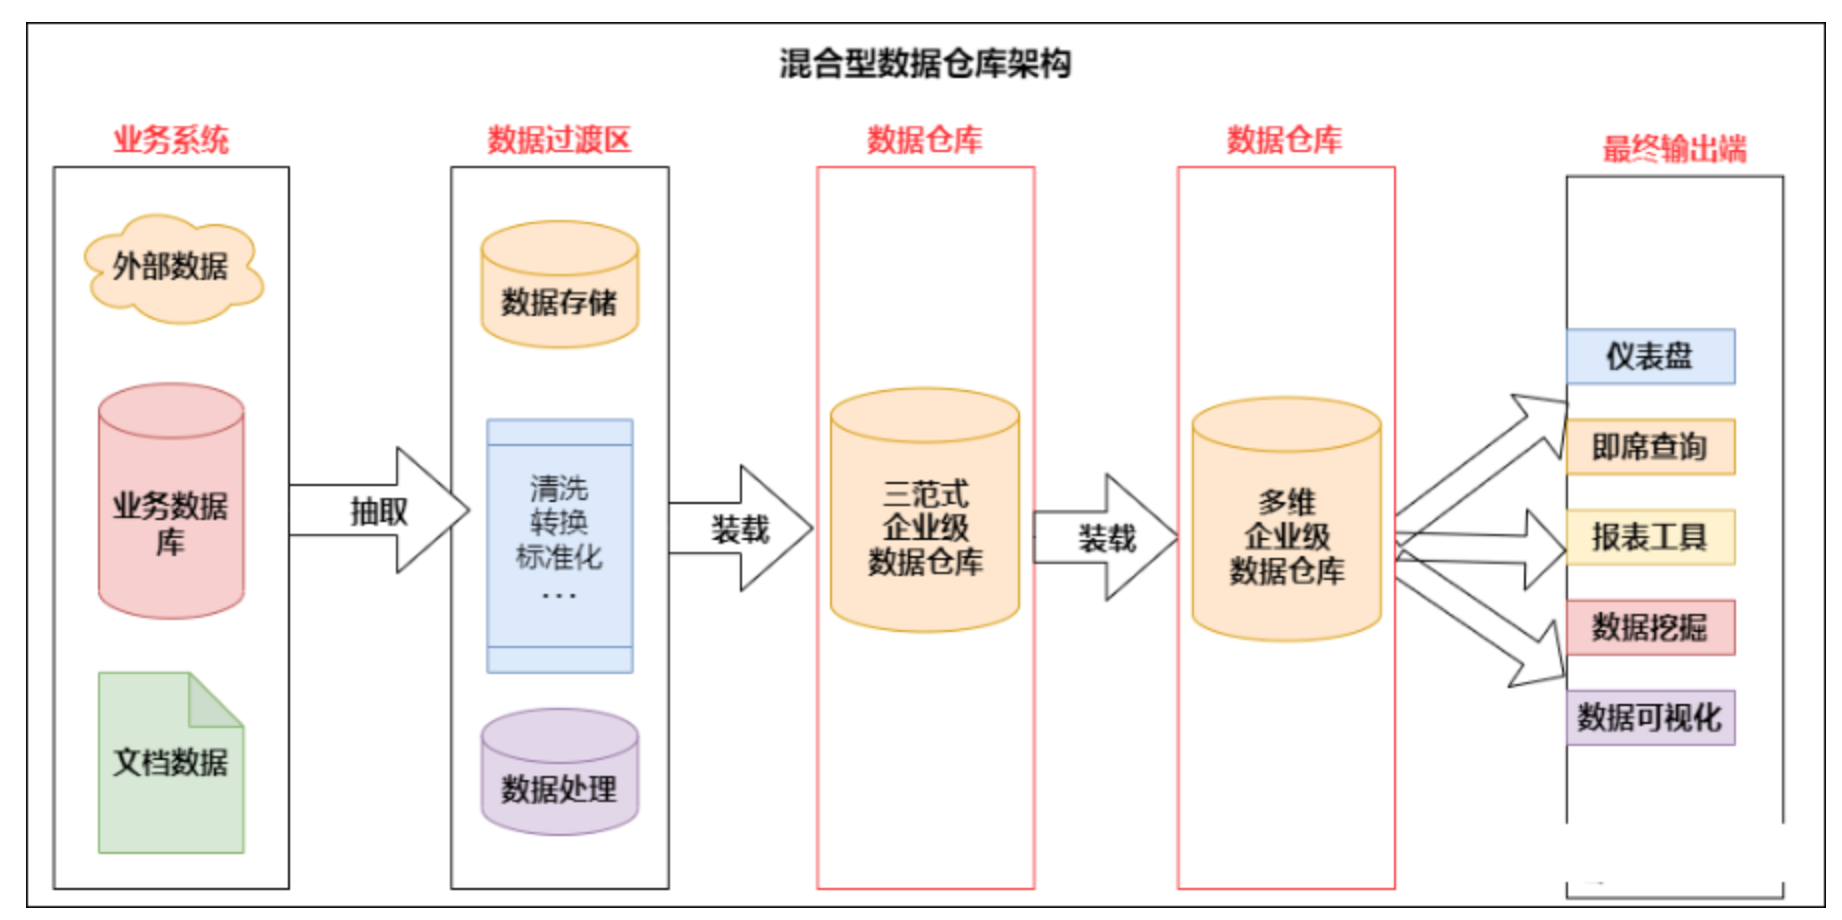 混合型数据仓库架构
业务系统
外部数据
业务数据
库
文档数据
抽取
数据过渡区
数据存储
清洗
转换
标准化
...
数据处理
装载
数据仓库
三范式
企业级
数据仓库
装载
数据仓库
多维
企业级
数据仓库
最终输出端
仪表盘
即席查询
报表工具
数据挖掘
数据可视化